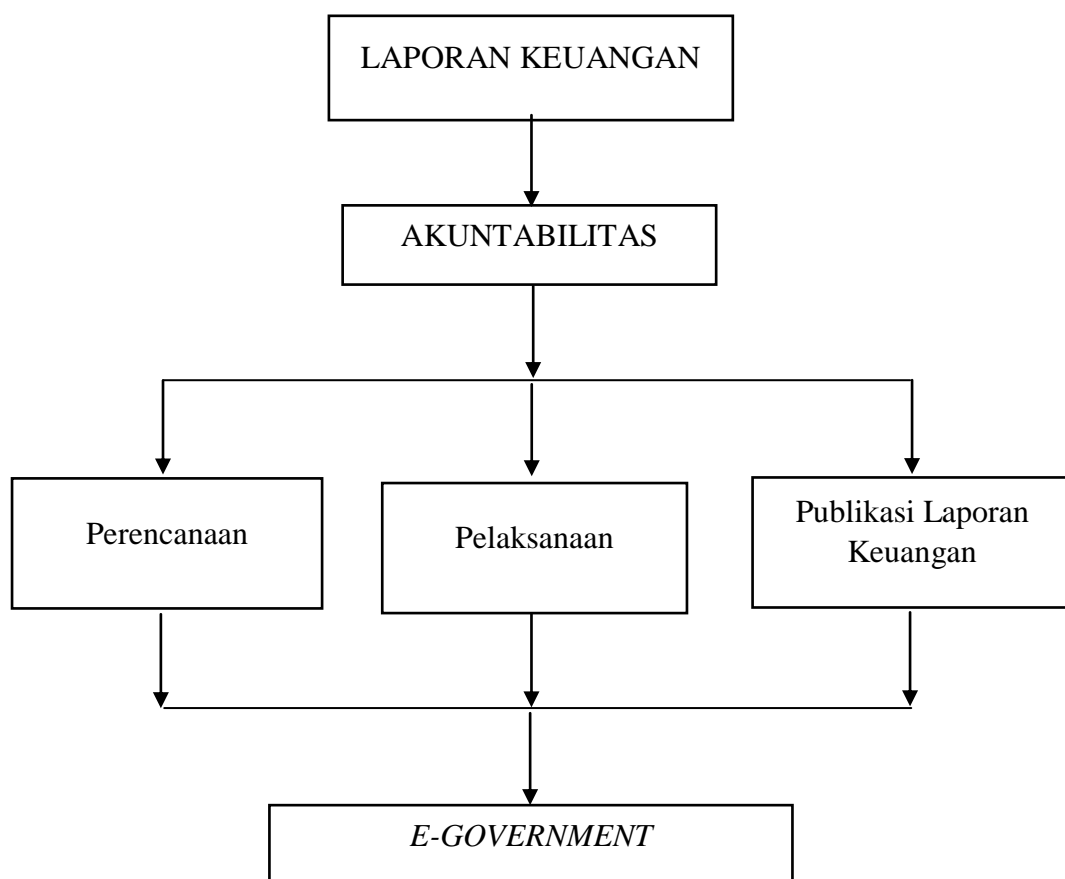 LAPORAN KEUANGAN
AKUNTABILITAS
Perencanaan
Pelaksanaan
Publikasi Laporan
Keuangan
E-GOVERNMENT